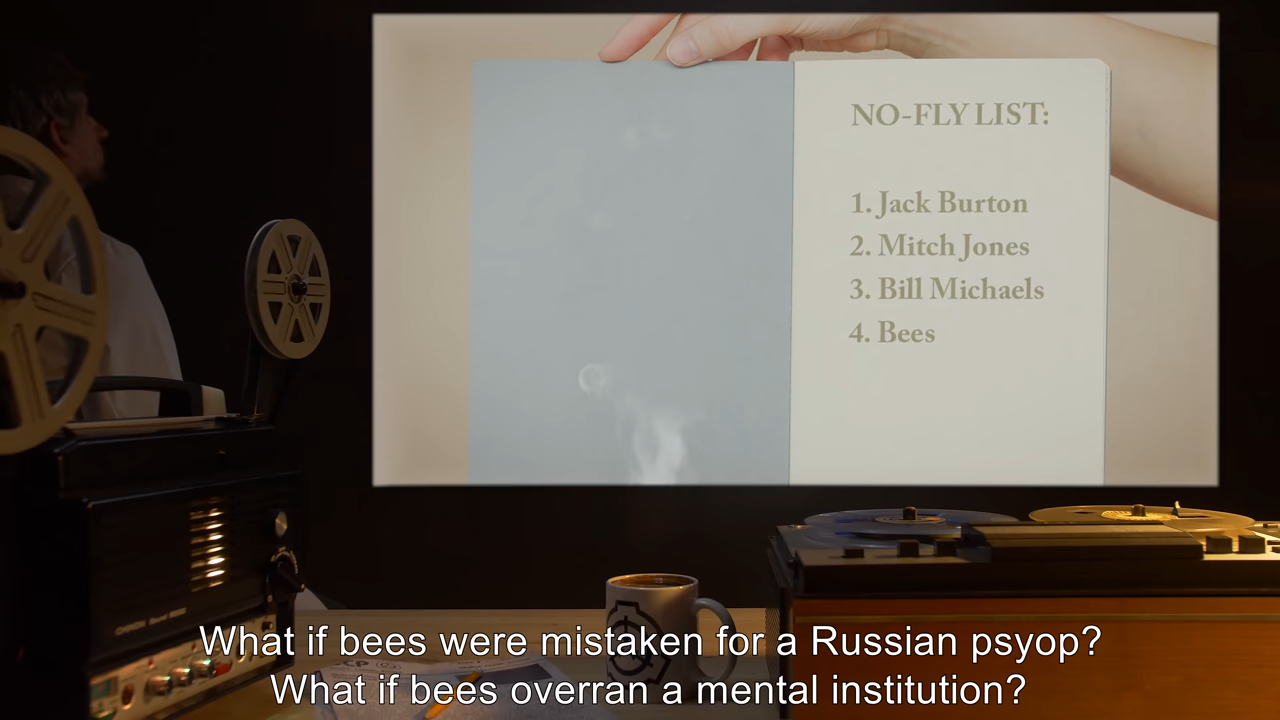 NO-FLY LIST:
1. Jack Burton
2. Mitch Jones
3. Bill Michaels
4. Bees
What if bees were mistaken for a Russian psyop?
What if bees overran a mental institution?